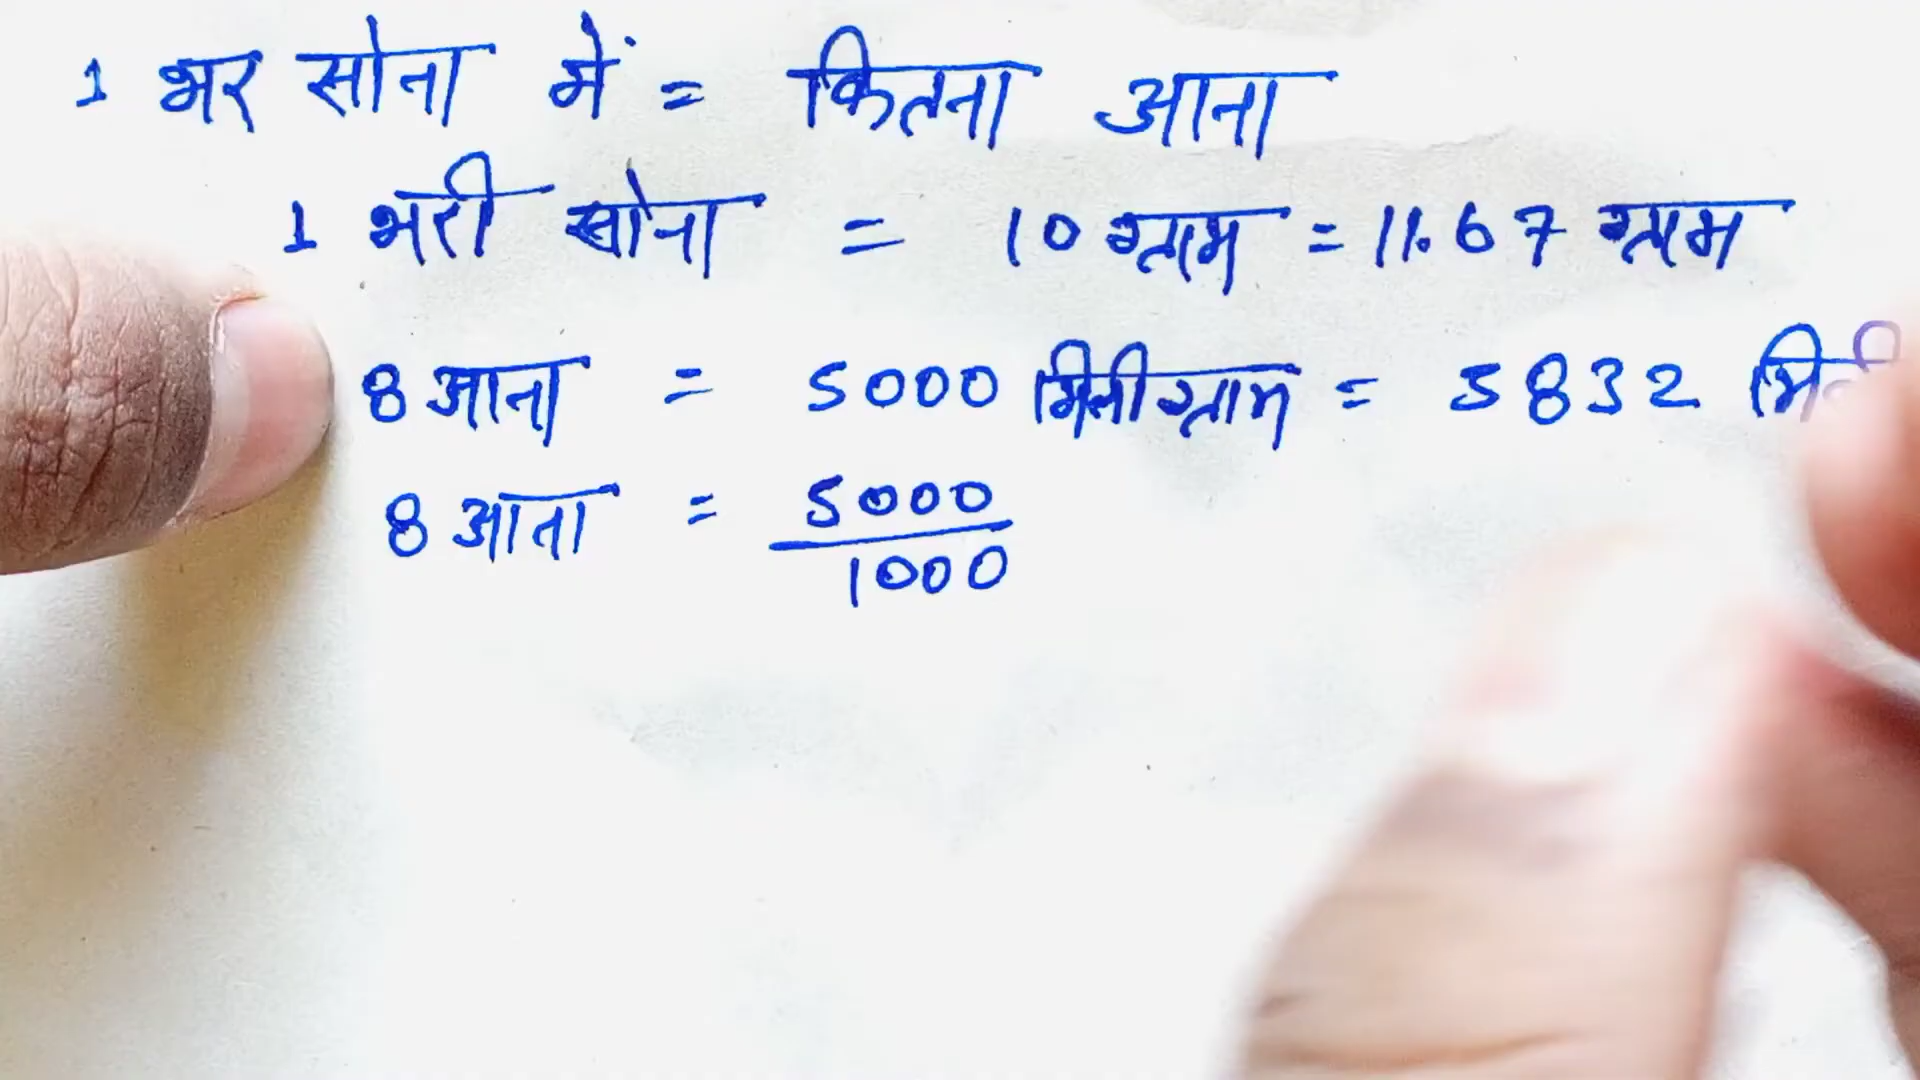 1 भर सोना में = कितना आना
1 भरी सोना = 10 ग्राम = 11.67 ग्राम
8 आना = 5000 मिलीग्राम = 5832
8 आना = 5000
1000